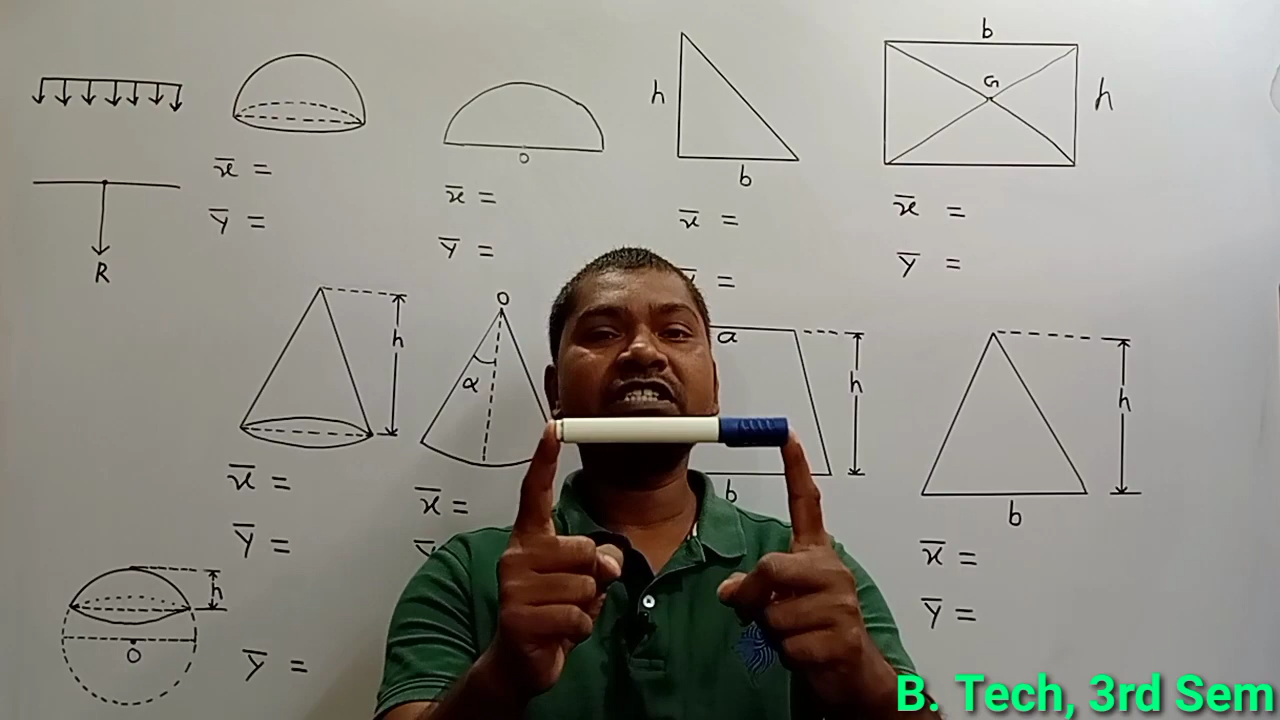 b
h
G
h
b
o
x̄ =
ȳ =
x̄ =
ȳ =
x̄ =
=
x̄ =
ȳ =
R
h
O
α
a
h
b
h
b
x̄ =
ȳ =
x̄ =
x̄ =
ȳ =
h
O
ȳ =
B. Tech, 3rd Sem